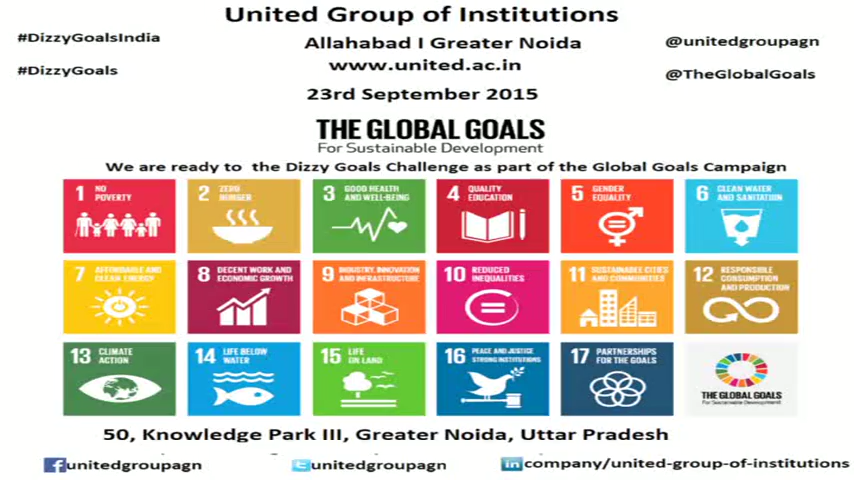 United Group of Institutions
#DizzyGoalsIndia
Allahabad I Greater Noida
@unitedgroupagn
www.united.ac.in
#DizzyGoals
@TheGlobalGoals
23rd September 2015
THE GLOBAL GOALS
For Sustainable Development
We are ready to the Dizzy Goals Challenge as part of the Global Goals Campaign
1 NO
POVERTY
2 ZERO
HUNGER
3 GOOD HEALTH
AND WELL-BEING
4 QUALITY
EDUCATION
5 GENDER
EQUALITY
6 CLEAN WATER
AND SANITATION
7 AFFORDABLE AND
CLEAN ENERGY
8 DECENT WORK AND
ECONOMIC GROWTH
9 INDUSTRY, INNOVATION
AND INFRASTRUCTURE
10 REDUCED
INEQUALITIES
11 SUSTAINABLE CITIES
AND COMMUNITIES
12 RESPONSIBLE
CONSUMPTION
AND PRODUCTION
13 CLIMATE
ACTION
14 LIFE BELOW
WATER
15 LIFE
ON LAND
16 PEACE AND JUSTICE
STRONG INSTITUTIONS
17 PARTNERSHIPS
FOR THE GOALS
THE GLOBAL GOALS
For Sustainable Development
50, Knowledge Park III, Greater Noida, Uttar Pradesh
unitedgroupagn
unitedgroupagn
company/united-group-of-institutions